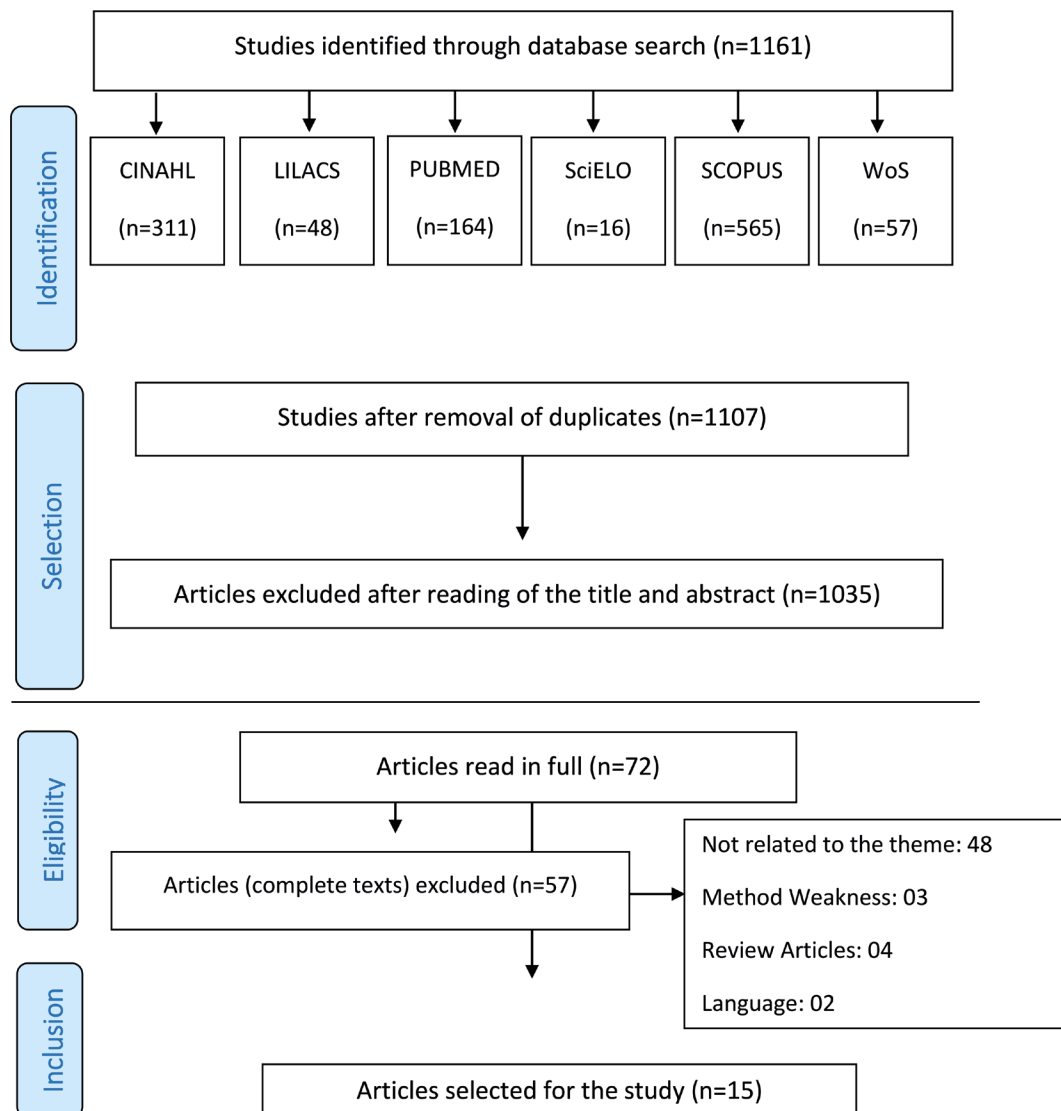 Studies identified through database search (n=1161)
Identification
CINAHL
(n=311)
LILACS
(n=48)
PUBMED
(n=164)
SciELO
(n=16)
SCOPUS
(n=565)
WoS
(n=57)
Selection
Studies after removal of duplicates (n=1107)
Articles excluded after reading of the title and abstract (n=1035)
Eligibility
Articles read in full (n=72)
Articles (complete texts) excluded (n=57)
Not related to the theme: 48
Method Weakness: 03
Review Articles: 04
Language: 02
Inclusion
Articles selected for the study (n=15)